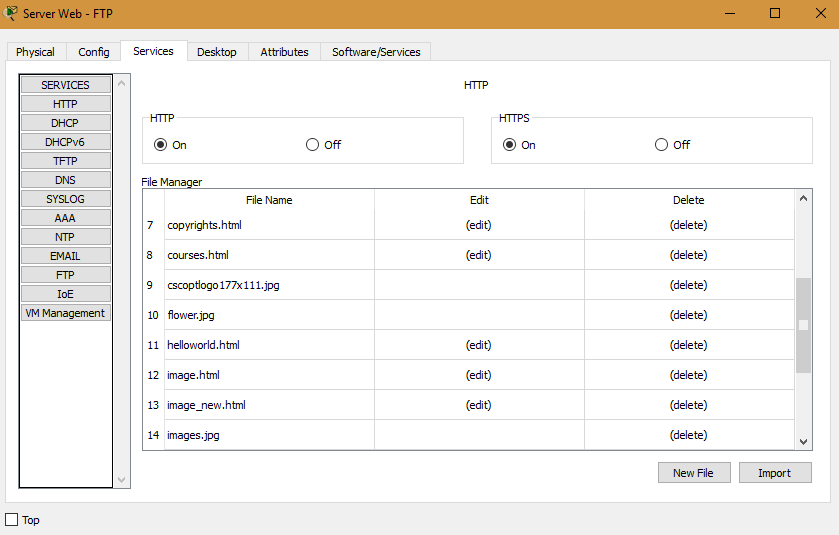 Server Web - FTP
Physical Config Services Desktop Attributes Software/Services
SERVICES
HTTP
DHCP
DHCPv6
TFTP
DNS
SYSLOG
AAA
NTP
EMAIL
FTP
IoE
VM Management
HTTP
HTTP
On Off
HTTPS
On Off
File Manager
File Name Edit Delete
7 copyrights.html (edit) (delete)
8 courses.html (edit) (delete)
9 cscoptlogo177x111.jpg (delete)
10 flower.jpg (delete)
11 helloworld.html (edit) (delete)
12 image.html (edit) (delete)
13 image_new.html (edit) (delete)
14 images.jpg (delete)
New File Import
Top